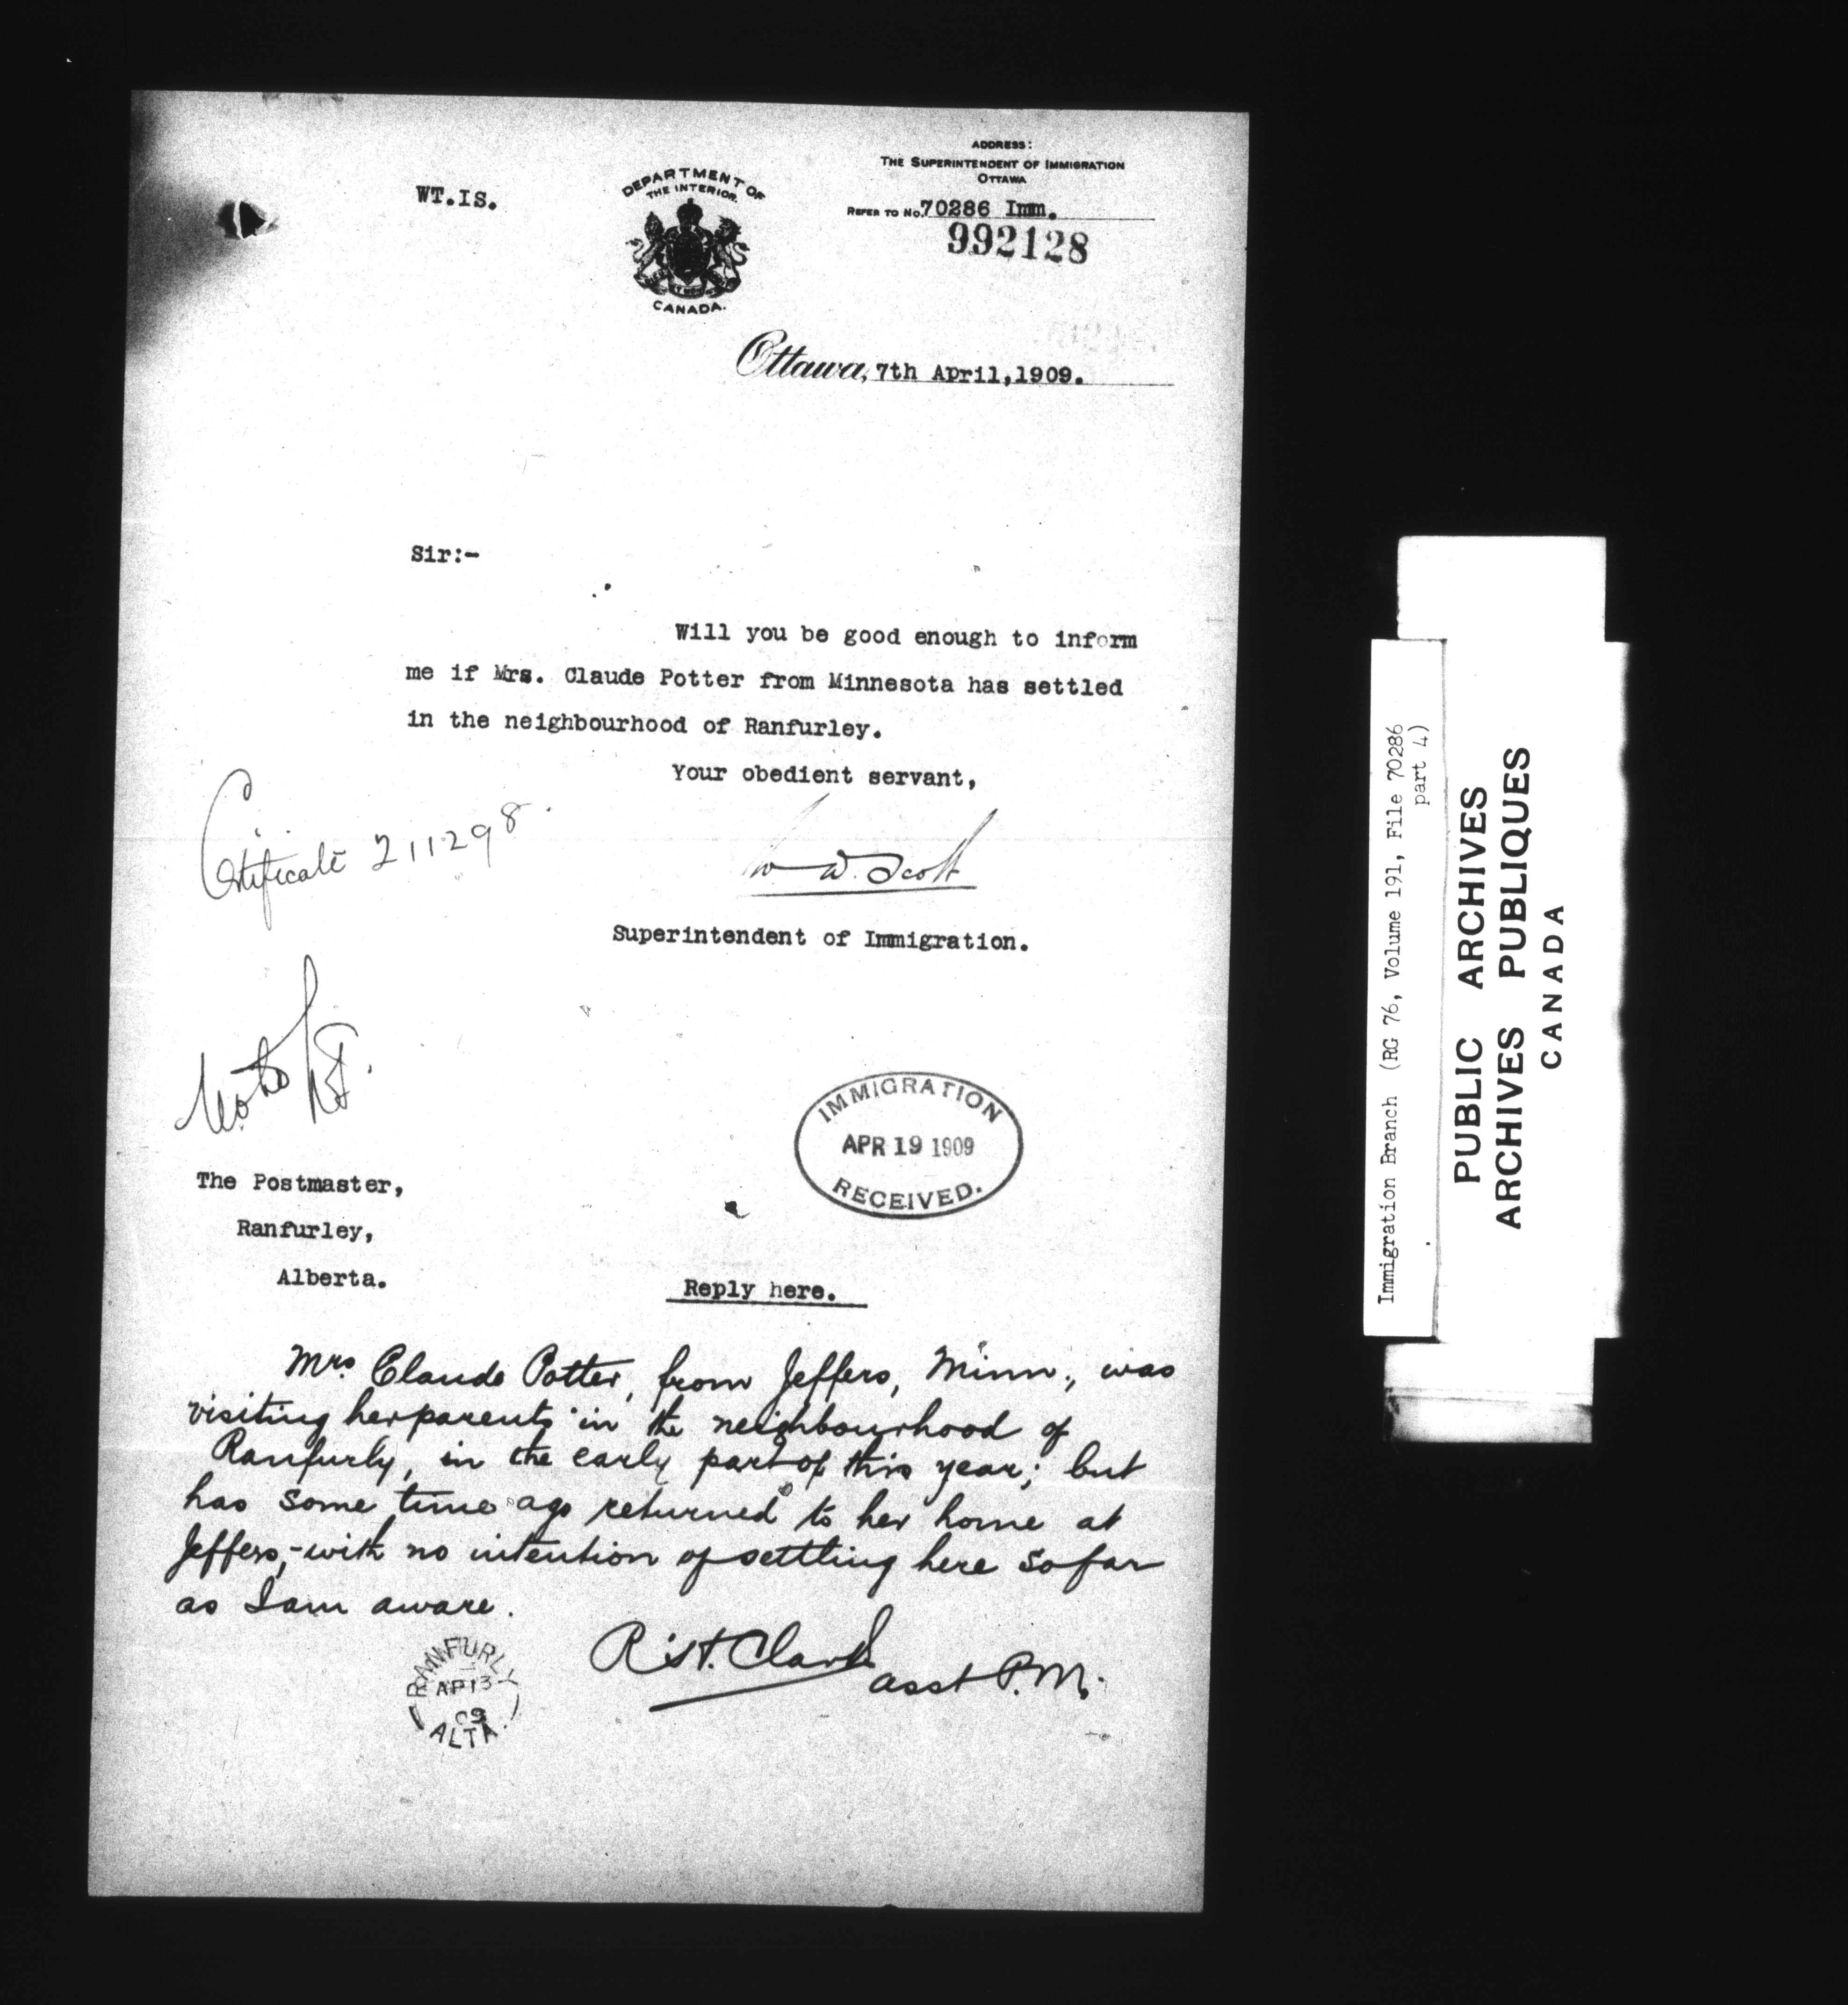 WT.IS.
DEPARTMENT OF
THE INTERIOR.
CANADA.
ADDRESS:
THE SUPERINTENDENT OF IMMIGRATION
OTTAWA
REFER TO No. 70286 Imm.
992128
Ottawa, 7th April, 1909.
Sir:-
Will you be good enough to inform
me if Mrs. Claude Potter from Minnesota has settled
in the neighbourhood of Ranfurley.
Your obedient servant,
Certificate 211298.
W. D. Scott
Superintendent of Immigration.
IMMIGRATION
APR 19 1909
RECEIVED.
The Postmaster,
Ranfurley,
Alberta.
Reply here.
Mrs. Claude Potter, from Jeffers, Minn., was
visiting her parents in the neighbourhood of
Ranfurly, in the early part of this year; but
has some time ago returned to her home at
Jeffers,-with no intention of settling here so far
as I am aware.
R. St. Clark
asst P.M.
RANFURLY
AP 13
09
ALTA.
Immigration Branch (RG 76, Volume 191, File 70286
part 4)
PUBLIC ARCHIVES
ARCHIVES PUBLIQUES
CANADA